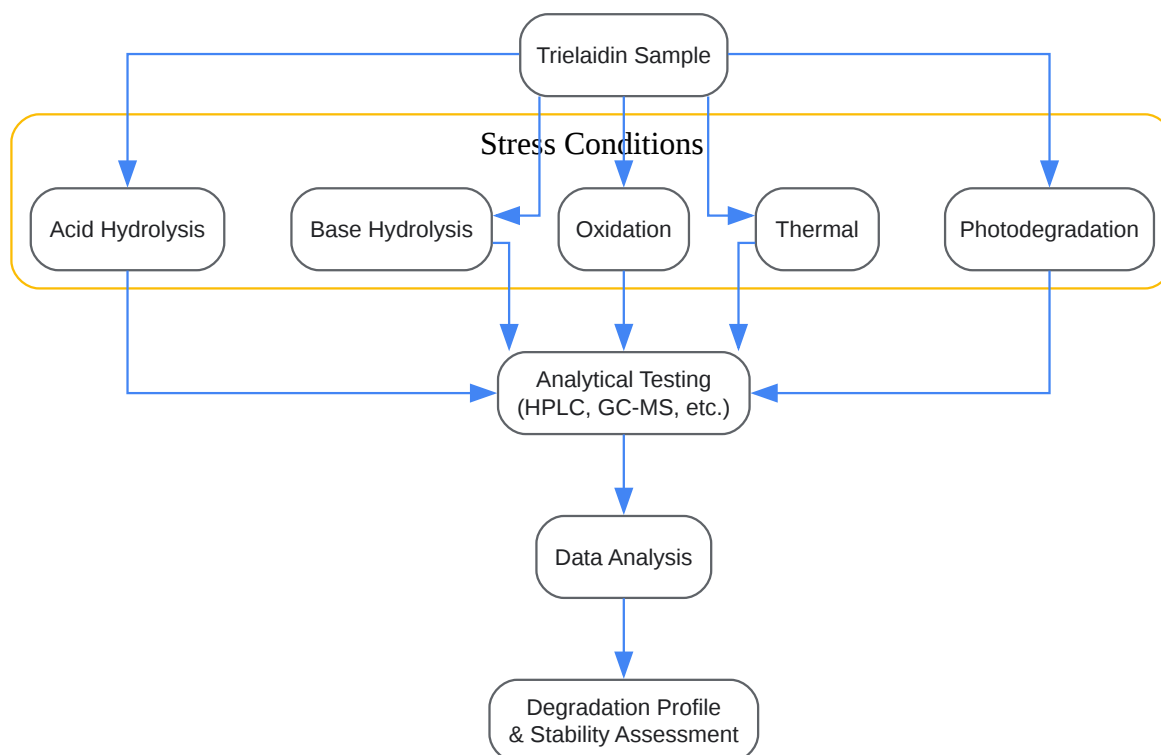 Trielaidin Sample
Stress Conditions
Acid Hydrolysis
Base Hydrolysis
Oxidation
Thermal
Photodegradation
Analytical Testing
(HPLC, GC-MS, etc.)
Data Analysis
Degradation Profile
& Stability Assessment